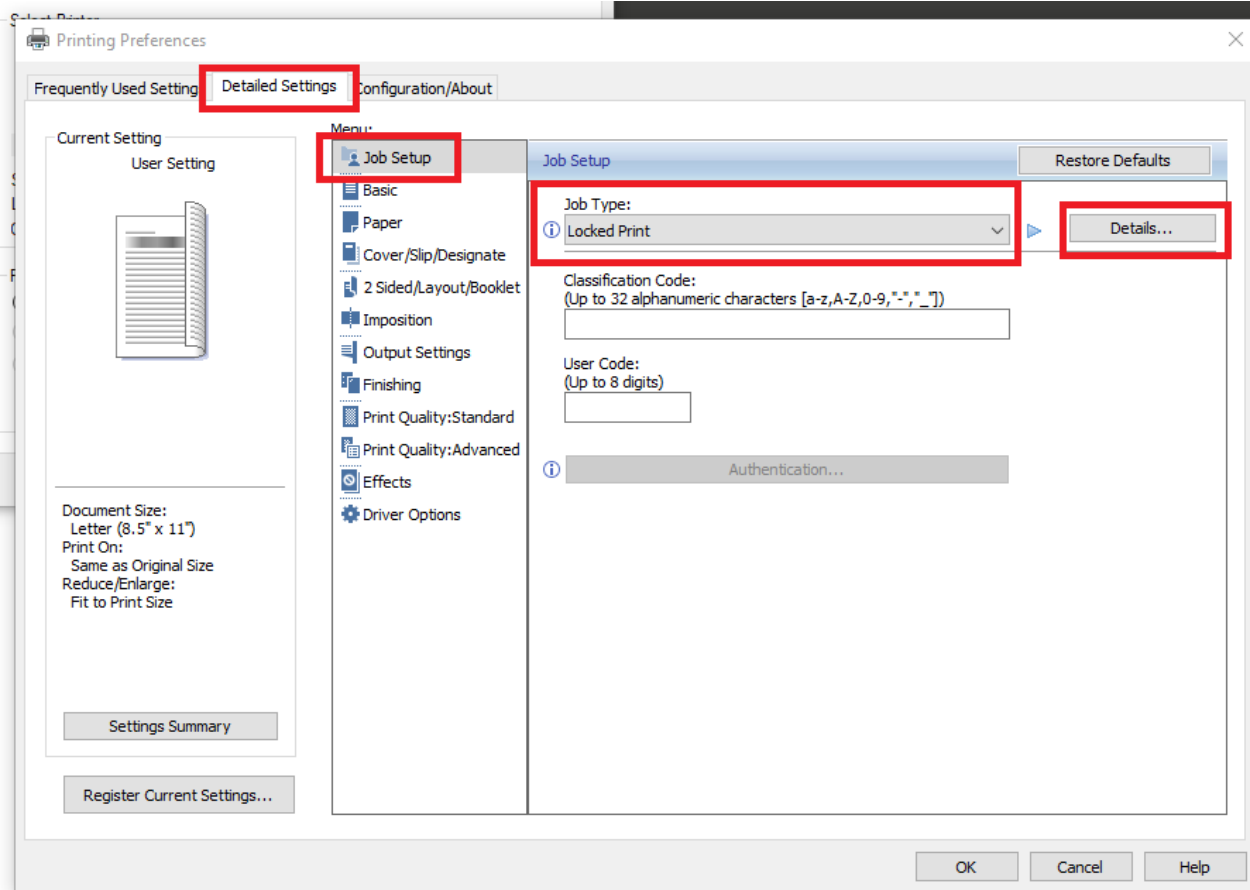 Select Printer
Printing Preferences
Frequently Used Setting
Detailed Settings
onfiguration/About
Current Setting
User Setting
Document Size:
Letter (8.5" x 11")
Print On:
Same as Original Size
Reduce/Enlarge:
Fit to Print Size
Settings Summary
Register Current Settings...
Menu:
Job Setup
Basic
Paper
Cover/Slip/Designate
2 Sided/Layout/Booklet
Imposition
Output Settings
Finishing
Print Quality:Standard
Print Quality:Advanced
Effects
Driver Options
Job Setup
Restore Defaults
Job Type:
Locked Print
Details...
Classification Code:
(Up to 32 alphanumeric characters [a-z,A-Z,0-9,"-","_"])
User Code:
(Up to 8 digits)
Authentication...
OK
Cancel
Help